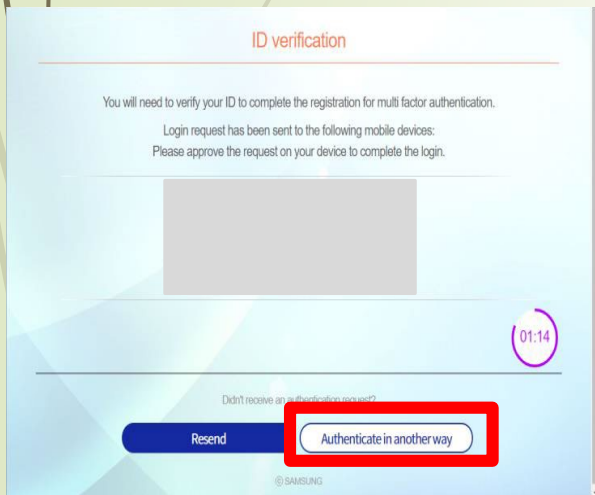 ID verification
You will need to verify your ID to complete the registration for multi factor authentication.
Login request has been sent to the following mobile devices:
Please approve the request on your device to complete the login.
01:14
Didn't receive an authentication request?
Resend
Authenticate in another way
© SAMSUNG